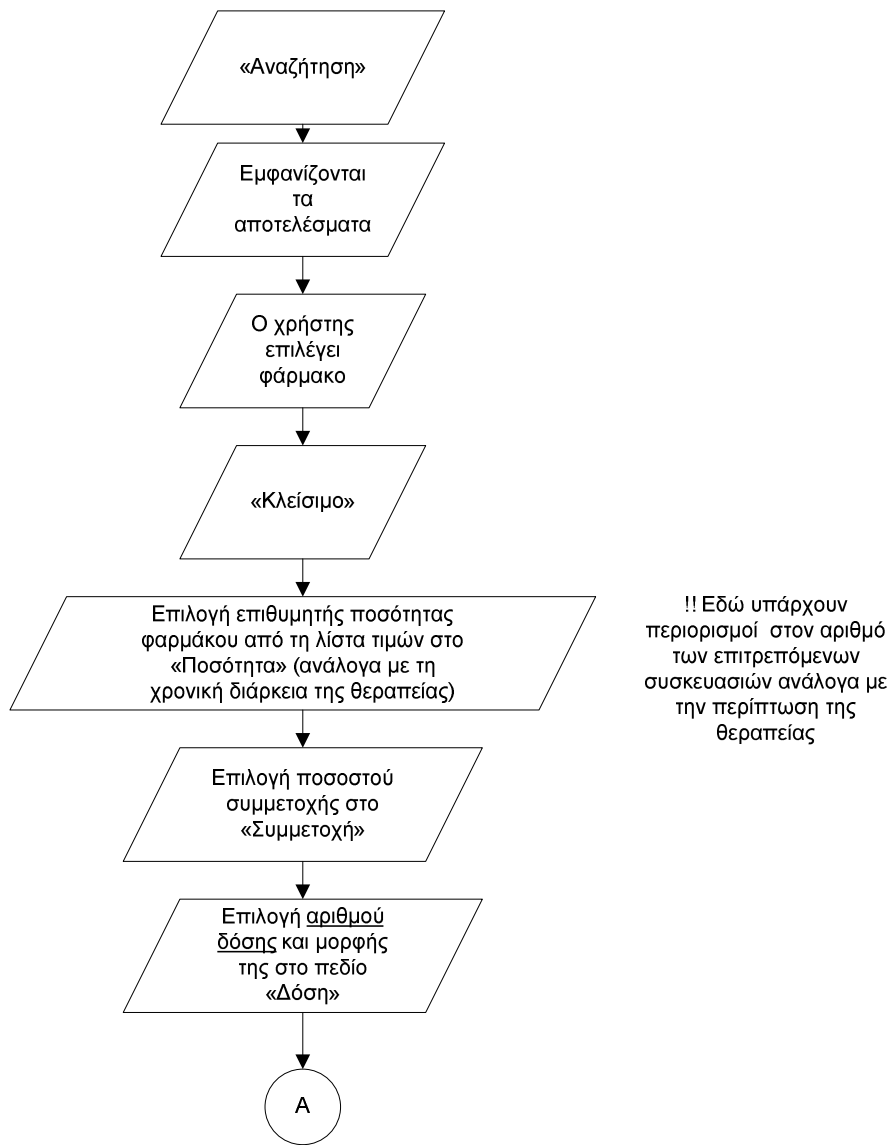 «Αναζήτηση»
Εμφανίζονται
τα
αποτελέσματα
Ο χρήστης
επιλέγει
φάρμακο
«Κλείσιμο»
Επιλογή επιθυμητής ποσότητας
φαρμάκου από τη λίστα τιμών στο
«Ποσότητα» (ανάλογα με τη
χρονική διάρκεια της θεραπείας)
!! Εδώ υπάρχουν
περιορισμοί στον αριθμό
των επιτρεπόμενων
συσκευασιών ανάλογα με
την περίπτωση της
θεραπείας
Επιλογή ποσοστού
συμμετοχής στο
«Συμμετοχή»
Επιλογή αριθμού
δόσης και μορφής
της στο πεδίο
«Δόση»
Α